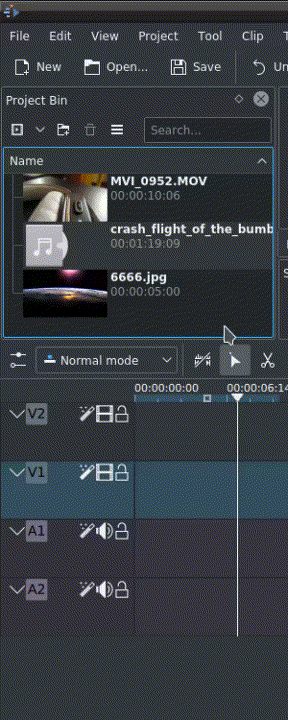 File Edit View Project Tool Clip
New Open... Save Un
Project Bin
Search...
Name
MVI_0952.MOV
00:00:10:06
crash_flight_of_the_bumb
00:01:19:09
6666.jpg
00:00:05:00
Normal mode
00:00:00:00 00:00:06:14
V2
V1
A1
A2